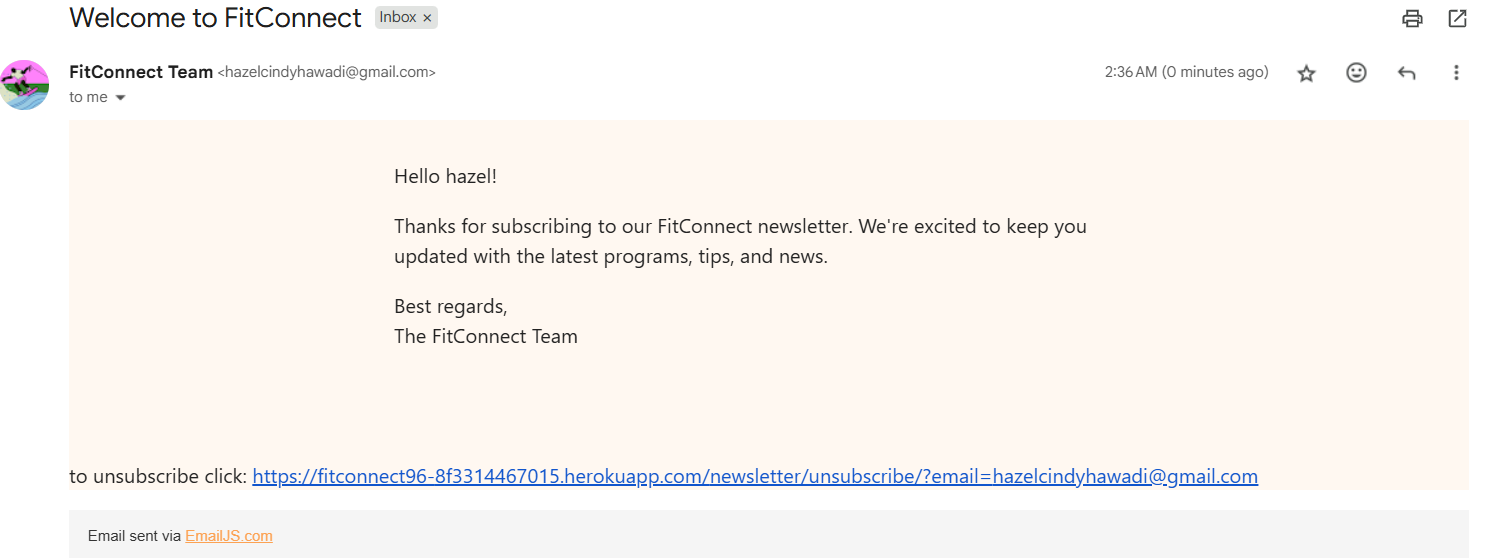 Welcome to FitConnect Inbox ×
FitConnect Team <hazelcindyhawadi@gmail.com> 2:36 AM (0 minutes ago)
to me
Hello hazel!
Thanks for subscribing to our FitConnect newsletter. We're excited to keep you
updated with the latest programs, tips, and news.
Best regards,
The FitConnect Team
to unsubscribe click: https://fitconnect96-8f3314467015.herokuapp.com/newsletter/unsubscribe/?email=hazelcindyhawadi@gmail.com
Email sent via EmailJS.com